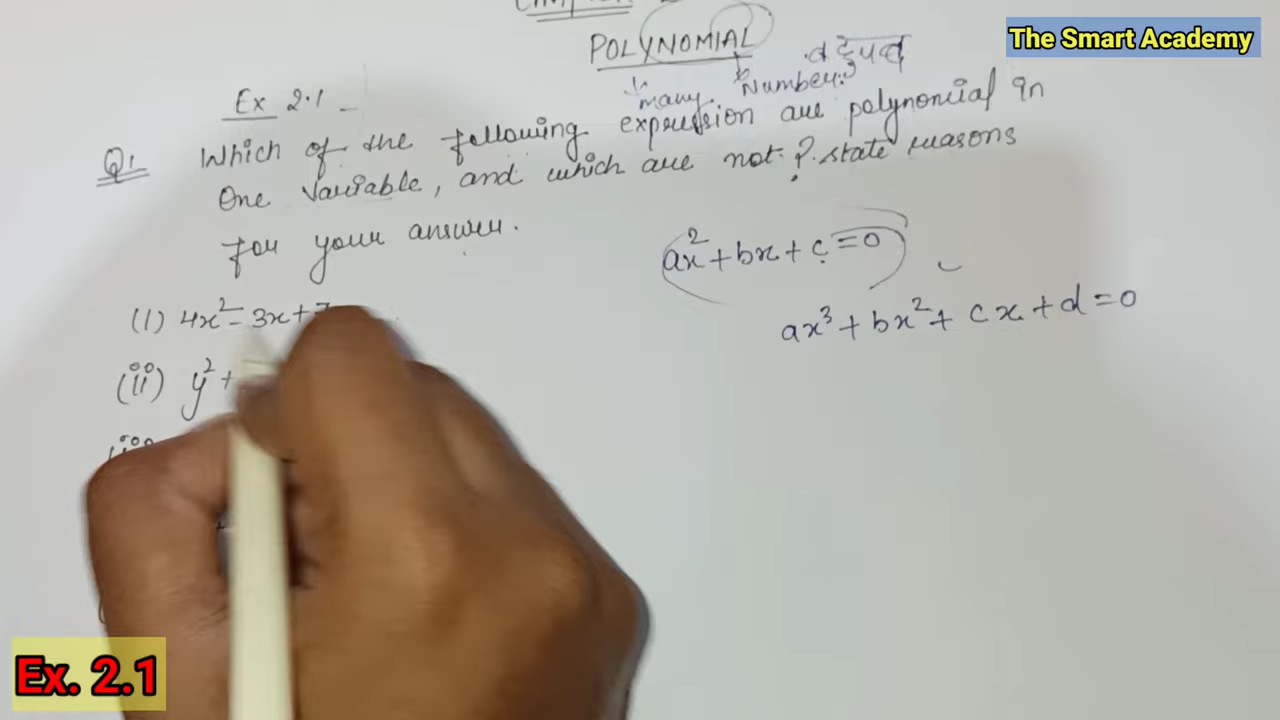 The Smart Academy
POLYNOMIAL
many Number
Ex 2.1 -
Q1 Which of the following expression are polynomial in
One Variable, and which are not ? state reasons
for your answer.
ax² + bx + c = 0
(1) 4x² - 3x + 7
ax³ + bx² + cx + d = 0
(ii) y² +
Ex. 2.1